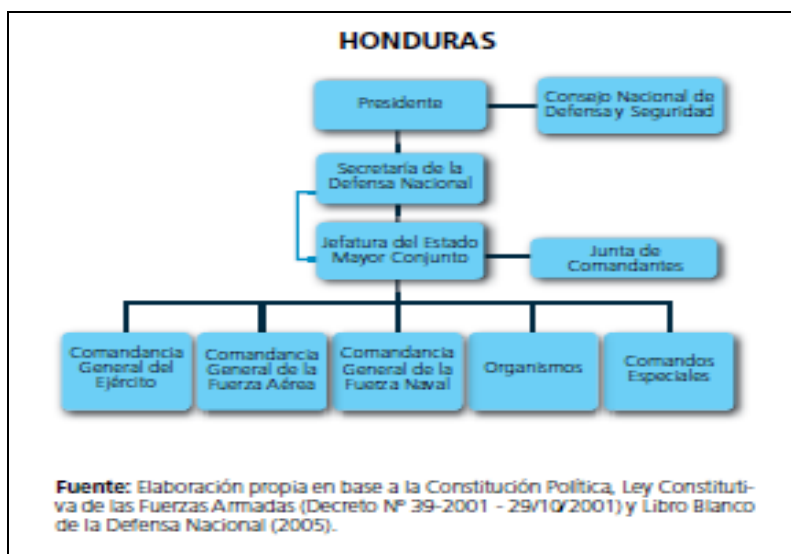 HONDURAS
Presidente
Consejo Nacional de
Defensa y Seguridad
Secretaría de la
Defensa Nacional
Jefatura del Estado
Mayor Conjunto
Junta de
Comandantes
Comandancia
General del
Ejército
Comandancia
General de la
Fuerza Aérea
Comandancia
General de la
Fuerza Naval
Organismos
Comandos
Especiales
Fuente: Elaboración propia en base a la Constitución Política, Ley Constituti-
va de las Fuerzas Armadas (Decreto Nº 39-2001 - 29/10/2001) y Libro Blanco
de la Defensa Nacional (2005).